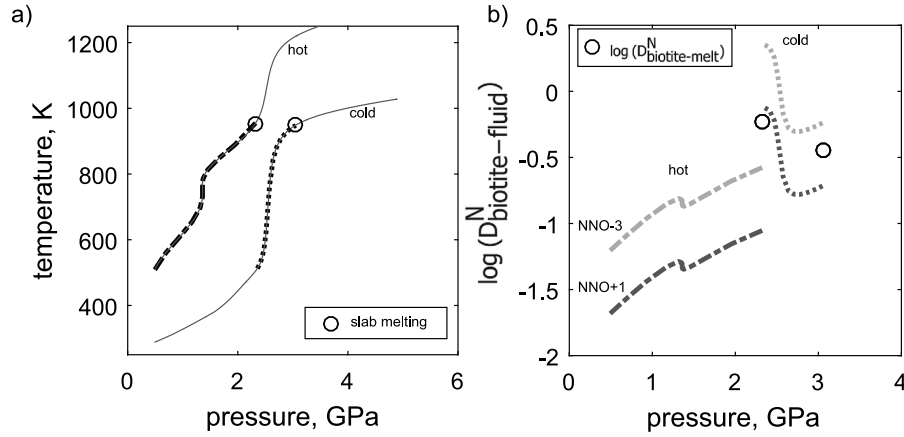 a)
1200
1000
800
600
400
temperature, K
hot
cold
slab melting
0
2
4
6
pressure, GPa
b)
0.5
0
-0.5
-1
-1.5
-2
log (D^N_biotite−fluid)
log (D^N_biotite-melt)
cold
hot
NNO-3
NNO+1
0
1
2
3
4
pressure, GPa